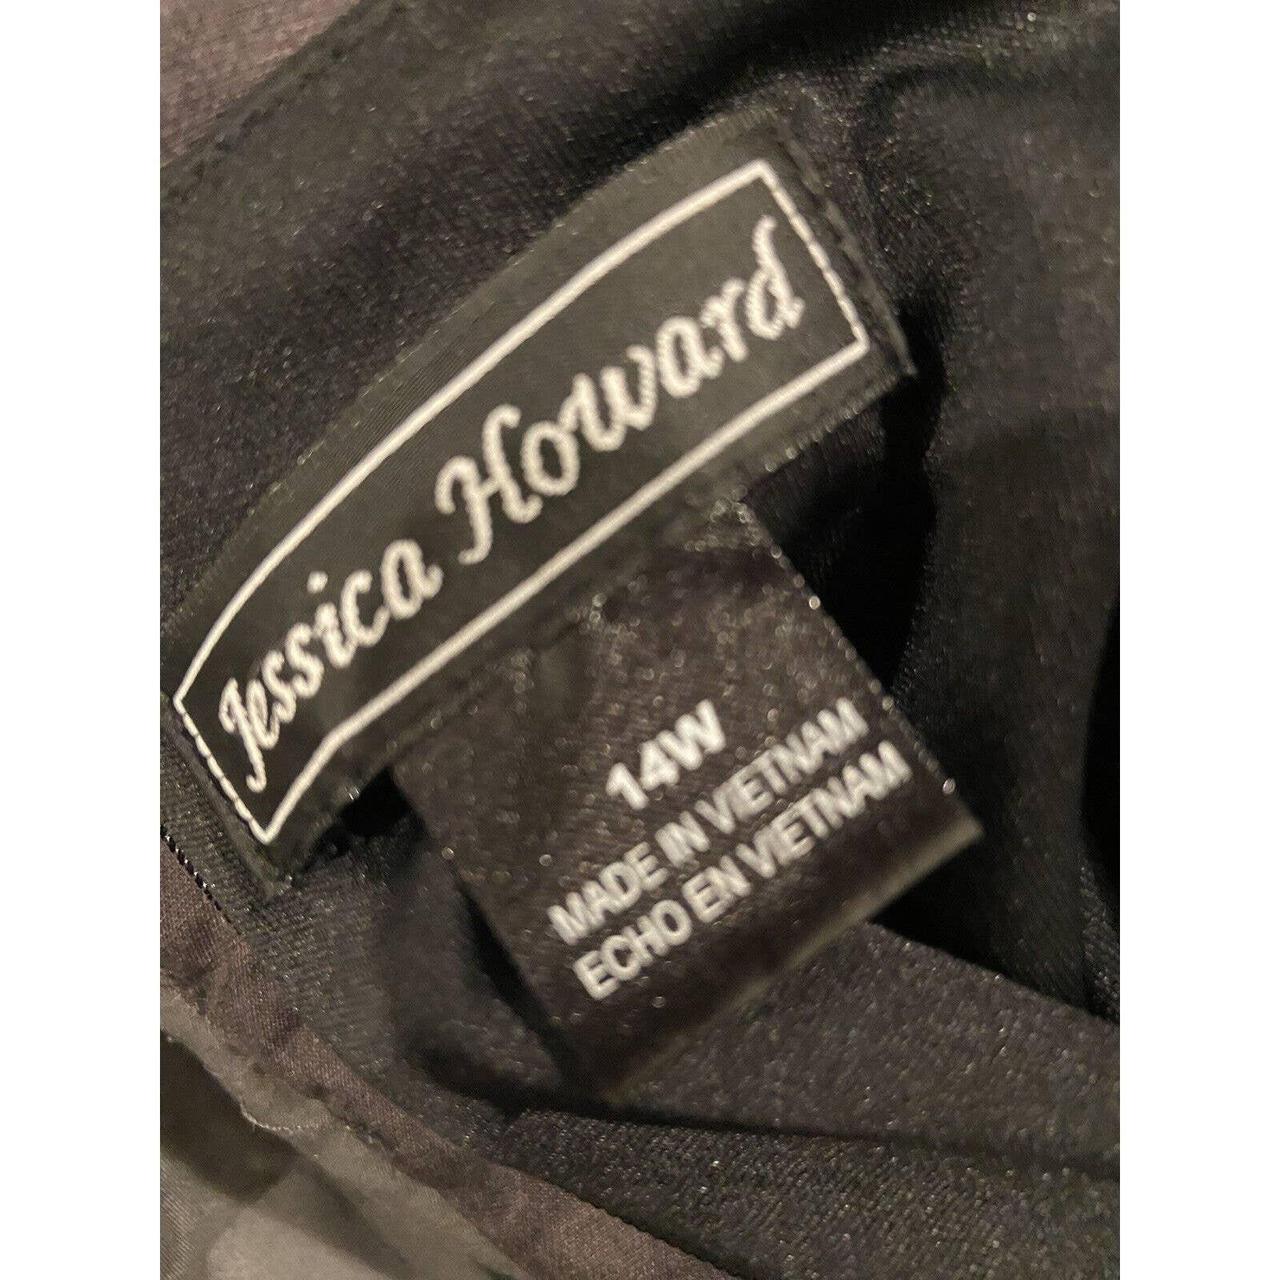 Jessica Howard
14W
MADE IN VIETNAM
ECHO EN VIETNAM